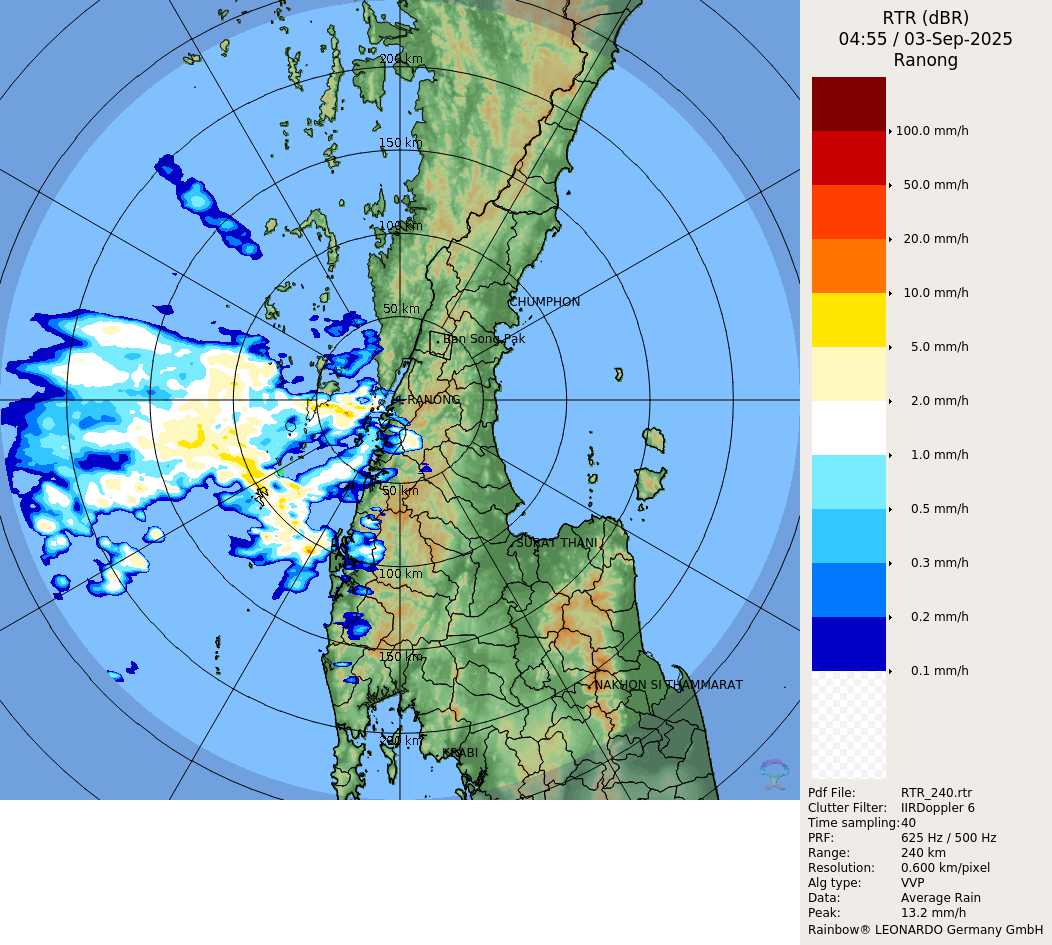 RTR (dBR)
04:55 / 03-Sep-2025
Ranong
100.0 mm/h
50.0 mm/h
20.0 mm/h
10.0 mm/h
5.0 mm/h
2.0 mm/h
1.0 mm/h
0.5 mm/h
0.3 mm/h
0.2 mm/h
0.1 mm/h
Pdf File: RTR_240.rtr
Clutter Filter: IIRDoppler 6
Time sampling: 40
PRF: 625 Hz / 500 Hz
Range: 240 km
Resolution: 0.600 km/pixel
Alg type: VVP
Data: Average Rain
Peak: 13.2 mm/h
Rainbow® LEONARDO Germany GmbH
200 km
150 km
100 km
CHUMPHON
50 km
Ban Song Pak
RANONG
50 km
SURAT THANI
100 km
150 km
NAKHON SI THAMMARAT
200 km
KRABI